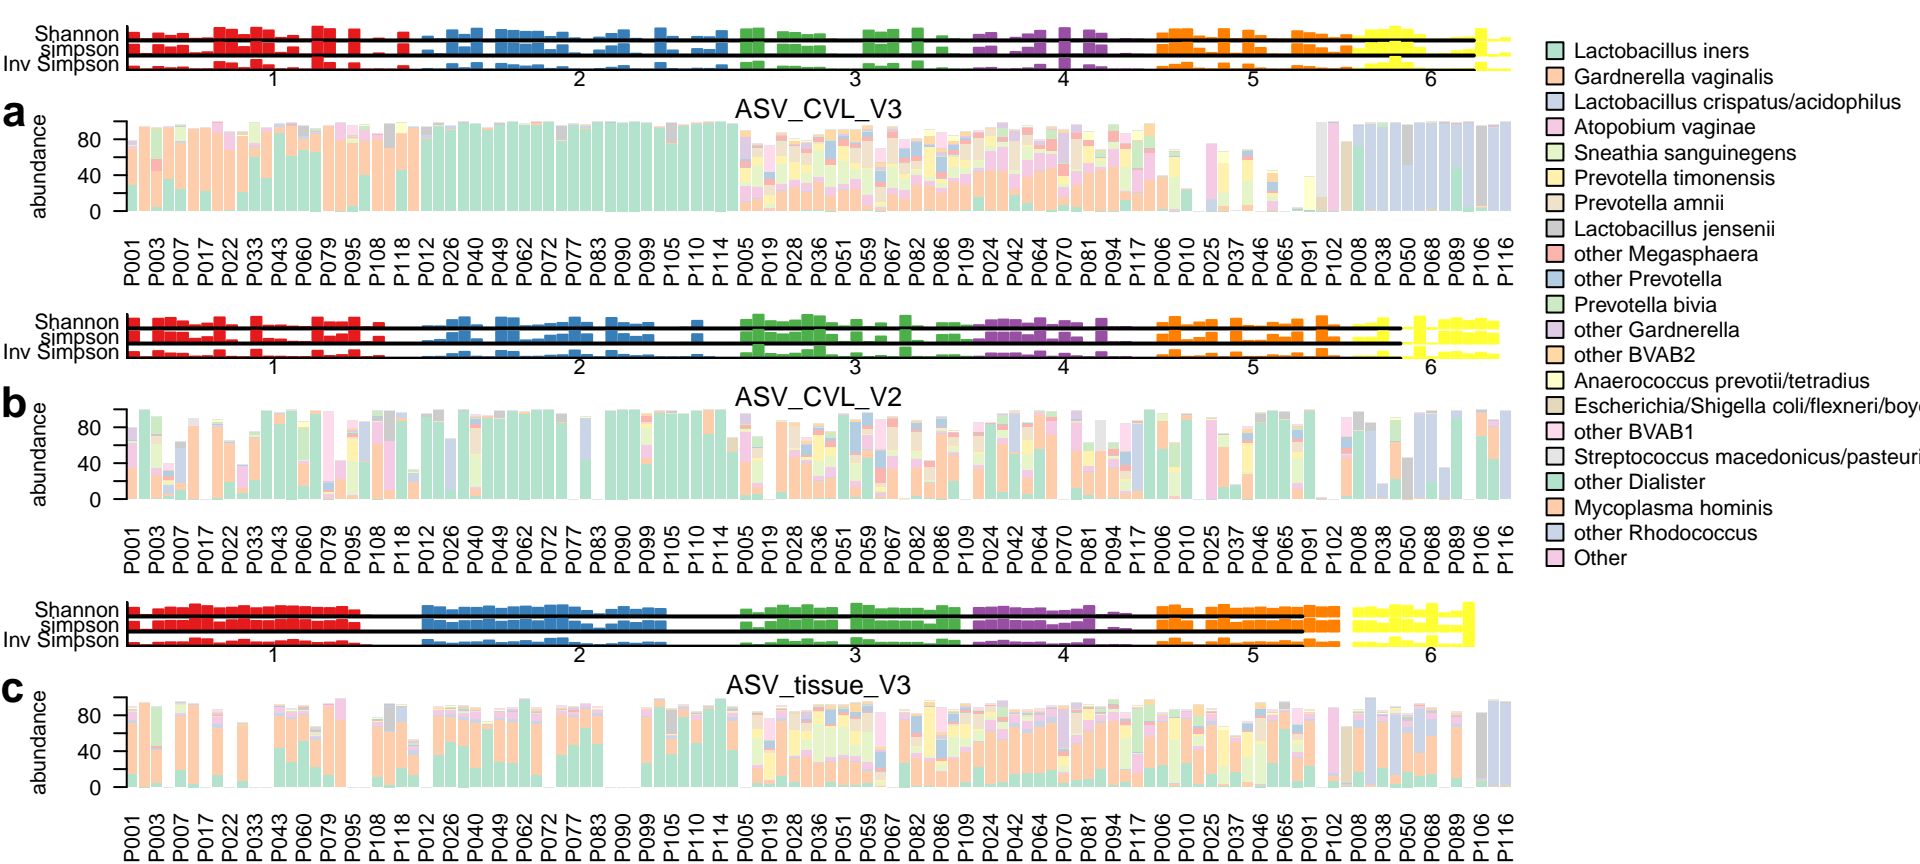 Shannon
simpson
Inv Simpson
1 2 3 4 5 6
a
ASV_CVL_V3
abundance
80
40
0
P001 P003 P007 P017 P022 P033 P043 P060 P079 P095 P108 P118 P012 P026 P040 P049 P062 P072 P077 P083 P090 P099 P105 P110 P114 P005 P019 P028 P036 P051 P059 P067 P082 P086 P109 P024 P042 P064 P070 P081 P094 P117 P006 P010 P025 P037 P046 P065 P091 P102 P008 P038 P050 P068 P089 P106 P116
Shannon
simpson
Inv Simpson
1 2 3 4 5 6
b
ASV_CVL_V2
abundance
80
40
0
P001 P003 P007 P017 P022 P033 P043 P060 P079 P095 P108 P118 P012 P026 P040 P049 P062 P072 P077 P083 P090 P099 P105 P110 P114 P005 P019 P028 P036 P051 P059 P067 P082 P086 P109 P024 P042 P064 P070 P081 P094 P117 P006 P010 P025 P037 P046 P065 P091 P102 P008 P038 P050 P068 P089 P106 P116
Shannon
simpson
Inv Simpson
1 2 3 4 5 6
c
ASV_tissue_V3
abundance
80
40
0
P001 P003 P007 P017 P022 P033 P043 P060 P079 P095 P108 P118 P012 P026 P040 P049 P062 P072 P077 P083 P090 P099 P105 P110 P114 P005 P019 P028 P036 P051 P059 P067 P082 P086 P109 P024 P042 P064 P070 P081 P094 P117 P006 P010 P025 P037 P046 P065 P091 P102 P008 P038 P050 P068 P089 P106 P116
Lactobacillus iners
Gardnerella vaginalis
Lactobacillus crispatus/acidophilus
Atopobium vaginae
Sneathia sanguinegens
Prevotella timonensis
Prevotella amnii
Lactobacillus jensenii
other Megasphaera
other Prevotella
Prevotella bivia
other Gardnerella
other BVAB2
Anaerococcus prevotii/tetradius
Escherichia/Shigella coli/flexneri/boy
other BVAB1
Streptococcus macedonicus/pasteuri
other Dialister
Mycoplasma hominis
other Rhodococcus
Other